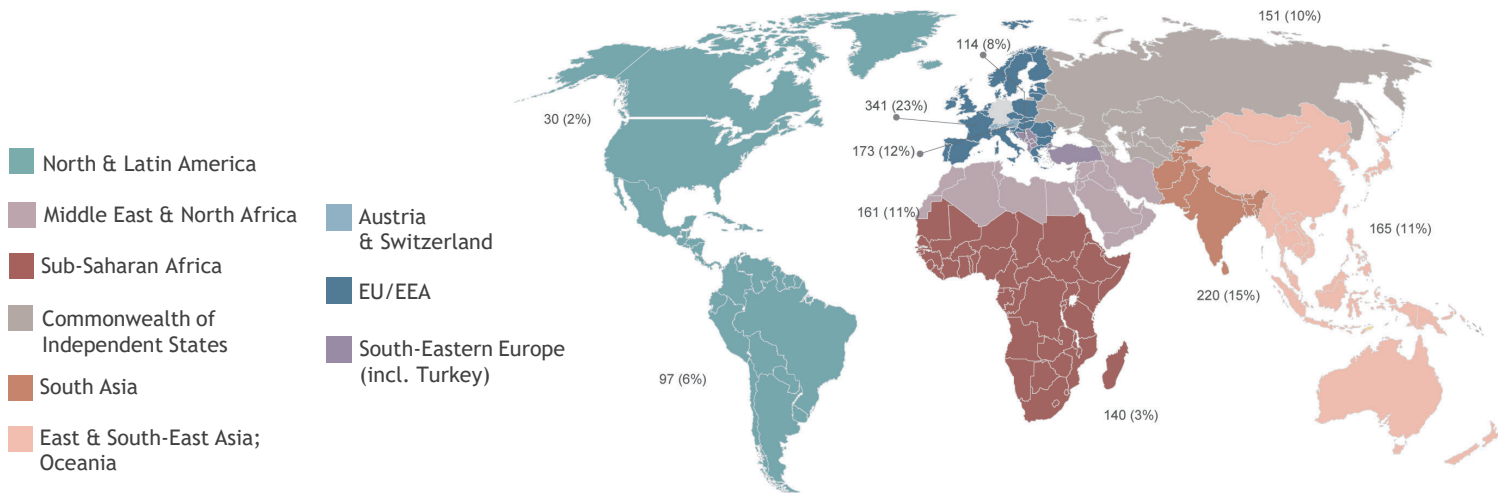 151 (10%)
114 (8%)
341 (23%)
30 (2%)
173 (12%)
North & Latin America
Middle East & North Africa
Austria
& Switzerland
161 (11%)
165 (11%)
Sub-Saharan Africa
EU/EEA
220 (15%)
Commonwealth of
Independent States
South-Eastern Europe
(incl. Turkey)
97 (6%)
South Asia
140 (3%)
East & South-East Asia;
Oceania